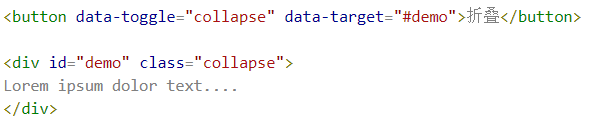 <button data-toggle="collapse" data-target="#demo">折叠</button>
<div id="demo" class="collapse">
Lorem ipsum dolor text....
</div>